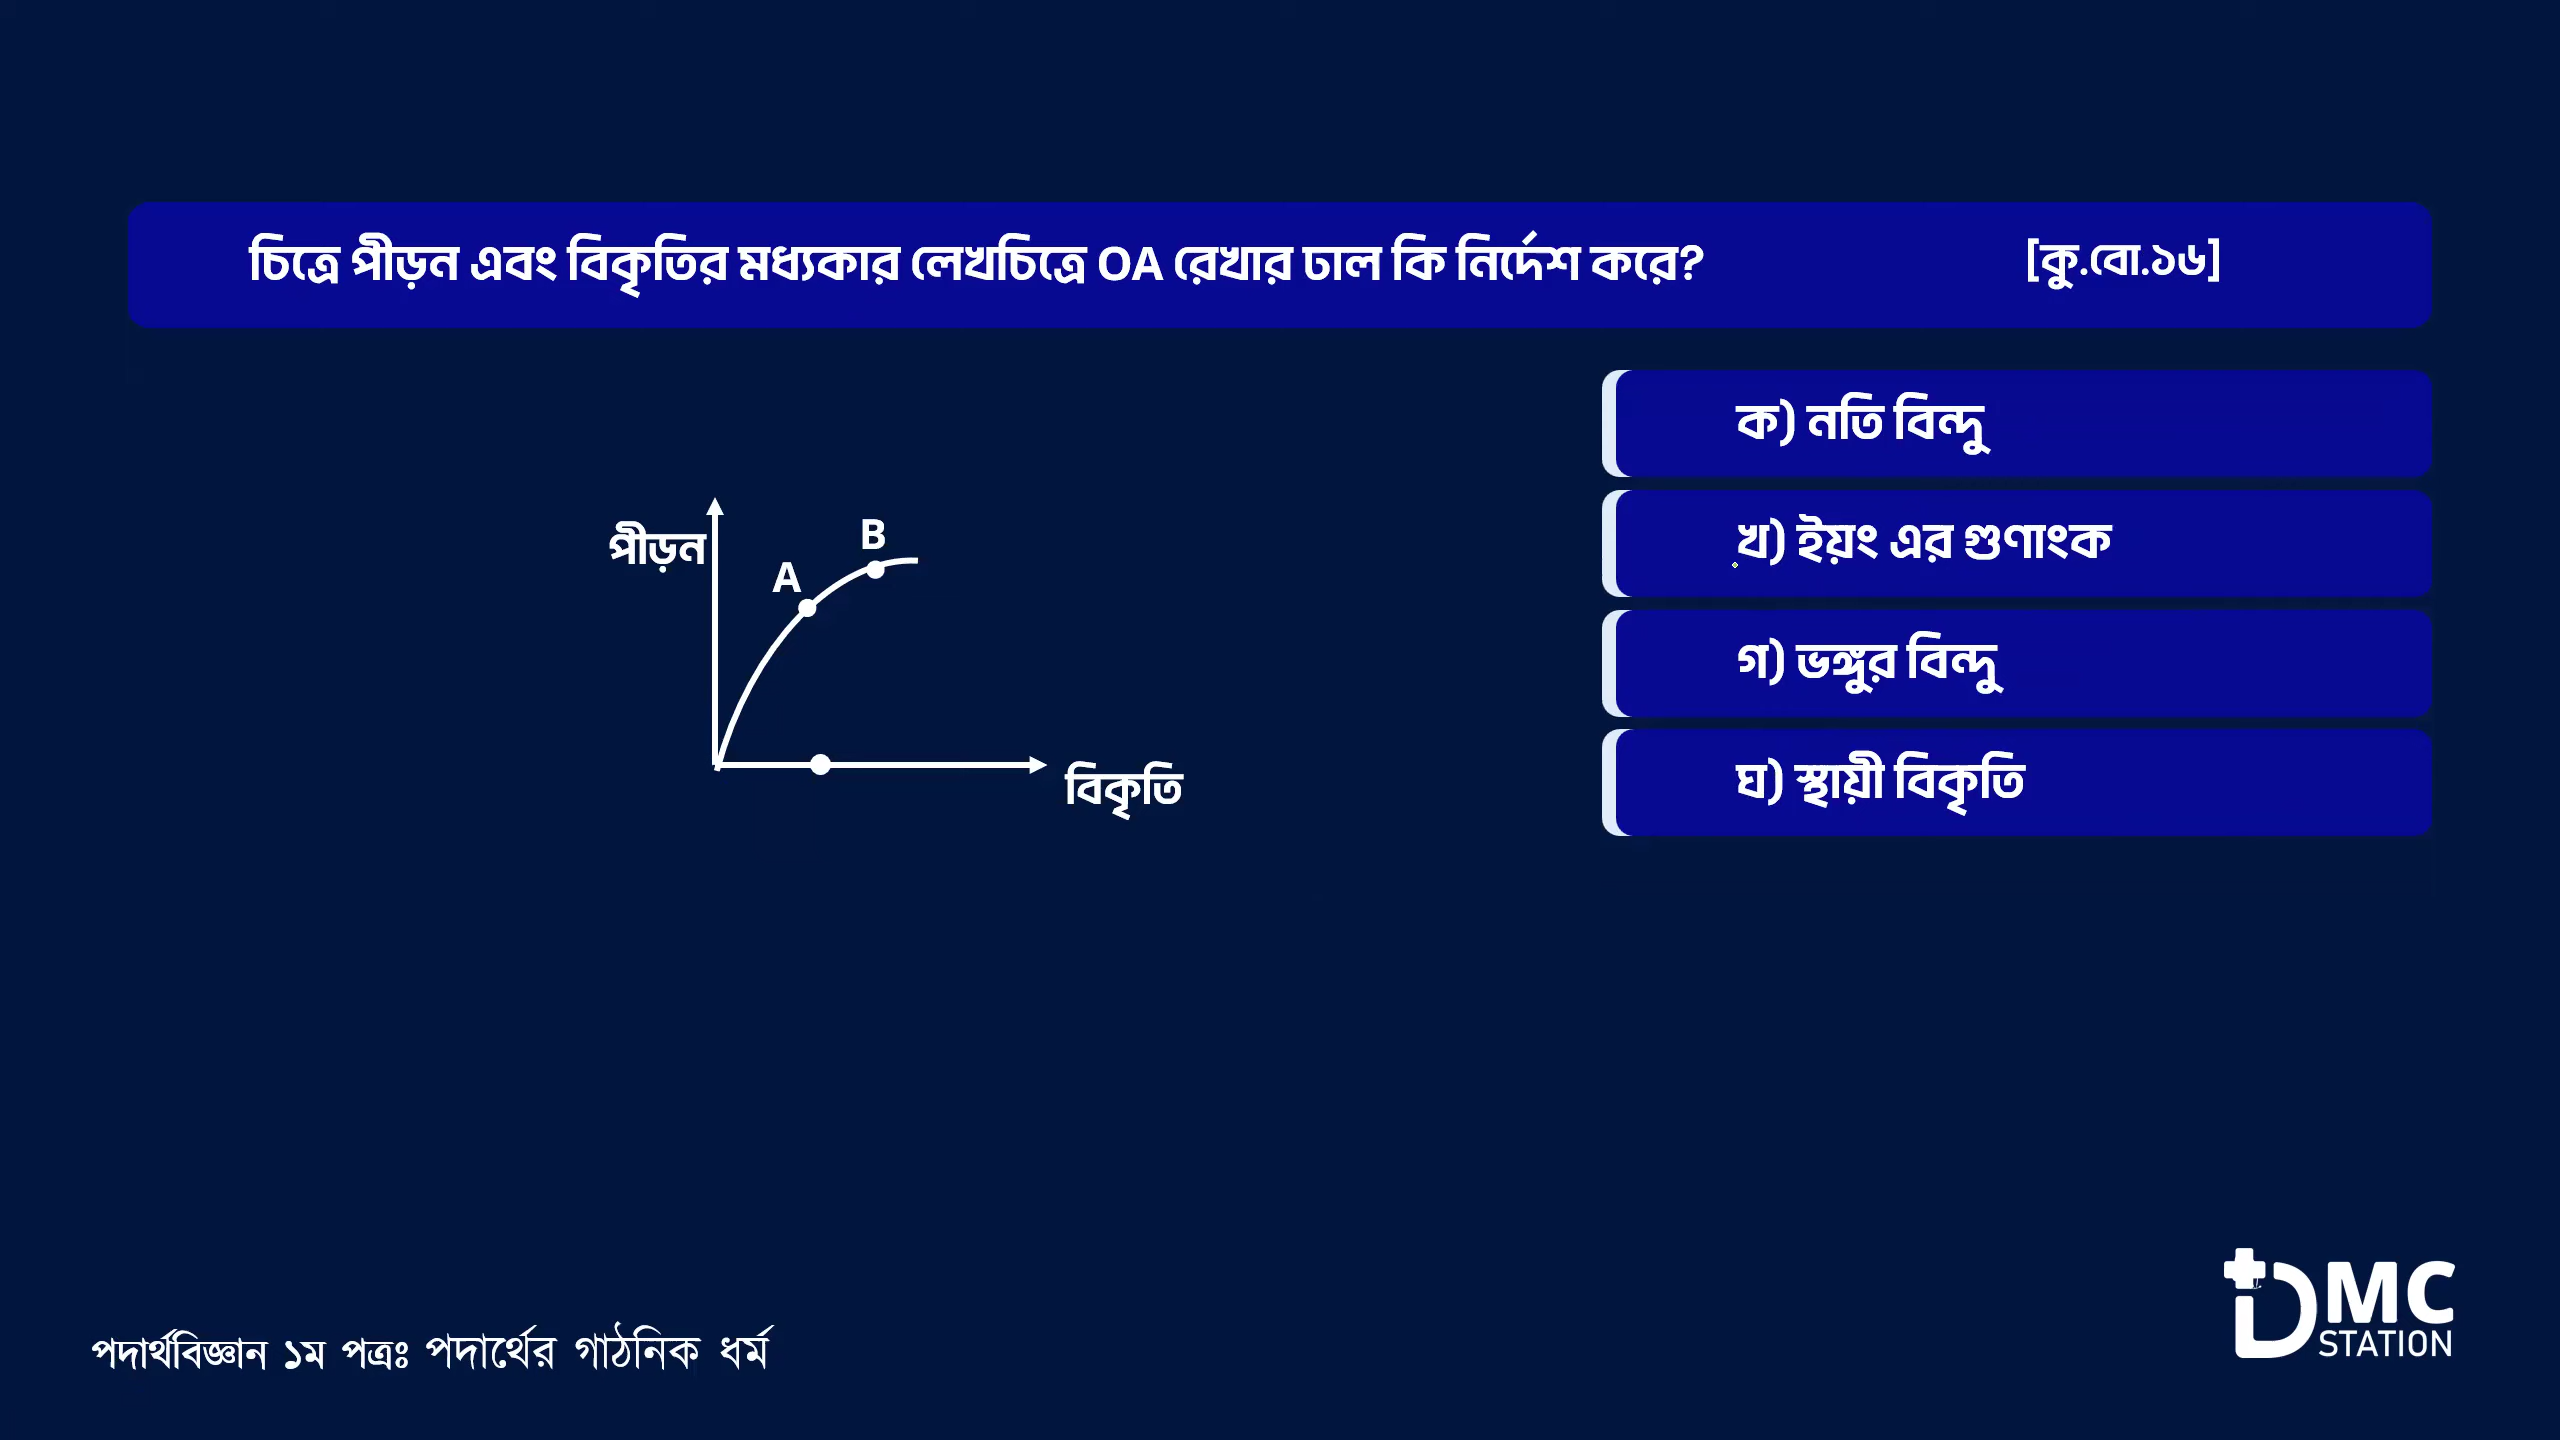 চিত্রে পীড়ন এবং বিকৃতির মধ্যকার লেখচিত্রে OA রেখার ঢাল কি নির্দেশ করে? [কু.বো.১৬]
ক) নতি বিন্দু
খ) ইয়ং এর গুণাংক
গ) ভঙ্গুর বিন্দু
ঘ) স্থায়ী বিকৃতি
পীড়ন
A
B
বিকৃতি
পদার্থবিজ্ঞান ১ম পত্রঃ পদার্থের গাঠনিক ধর্ম
DMC
STATION